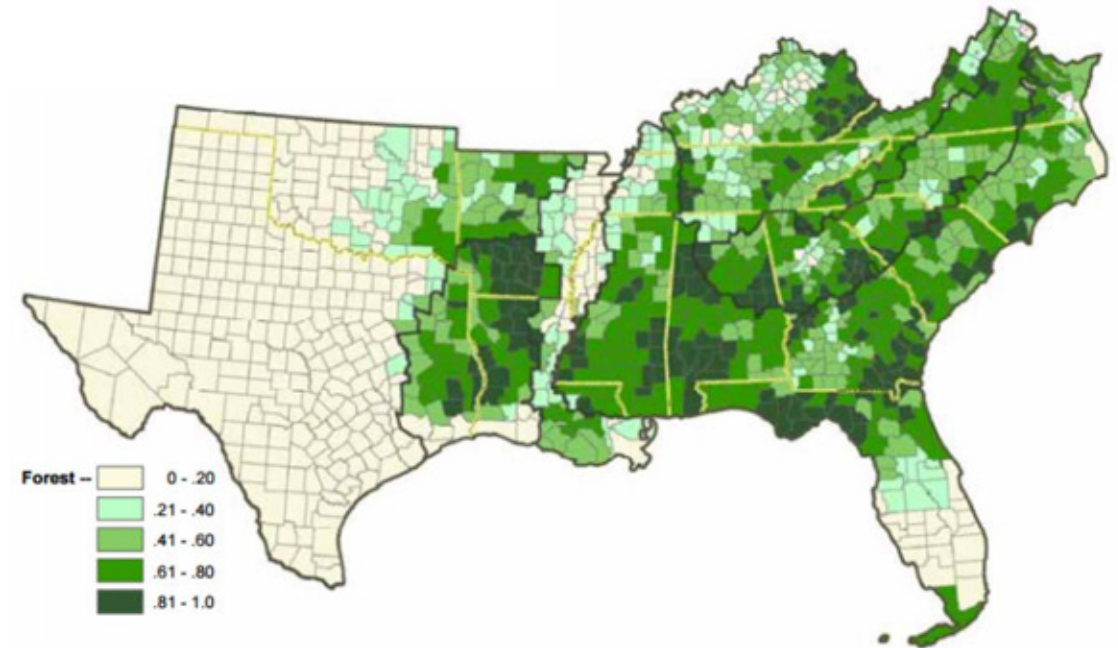 Forest -- 0 - .20
.21 - .40
.41 - .60
.61 - .80
.81 - 1.0